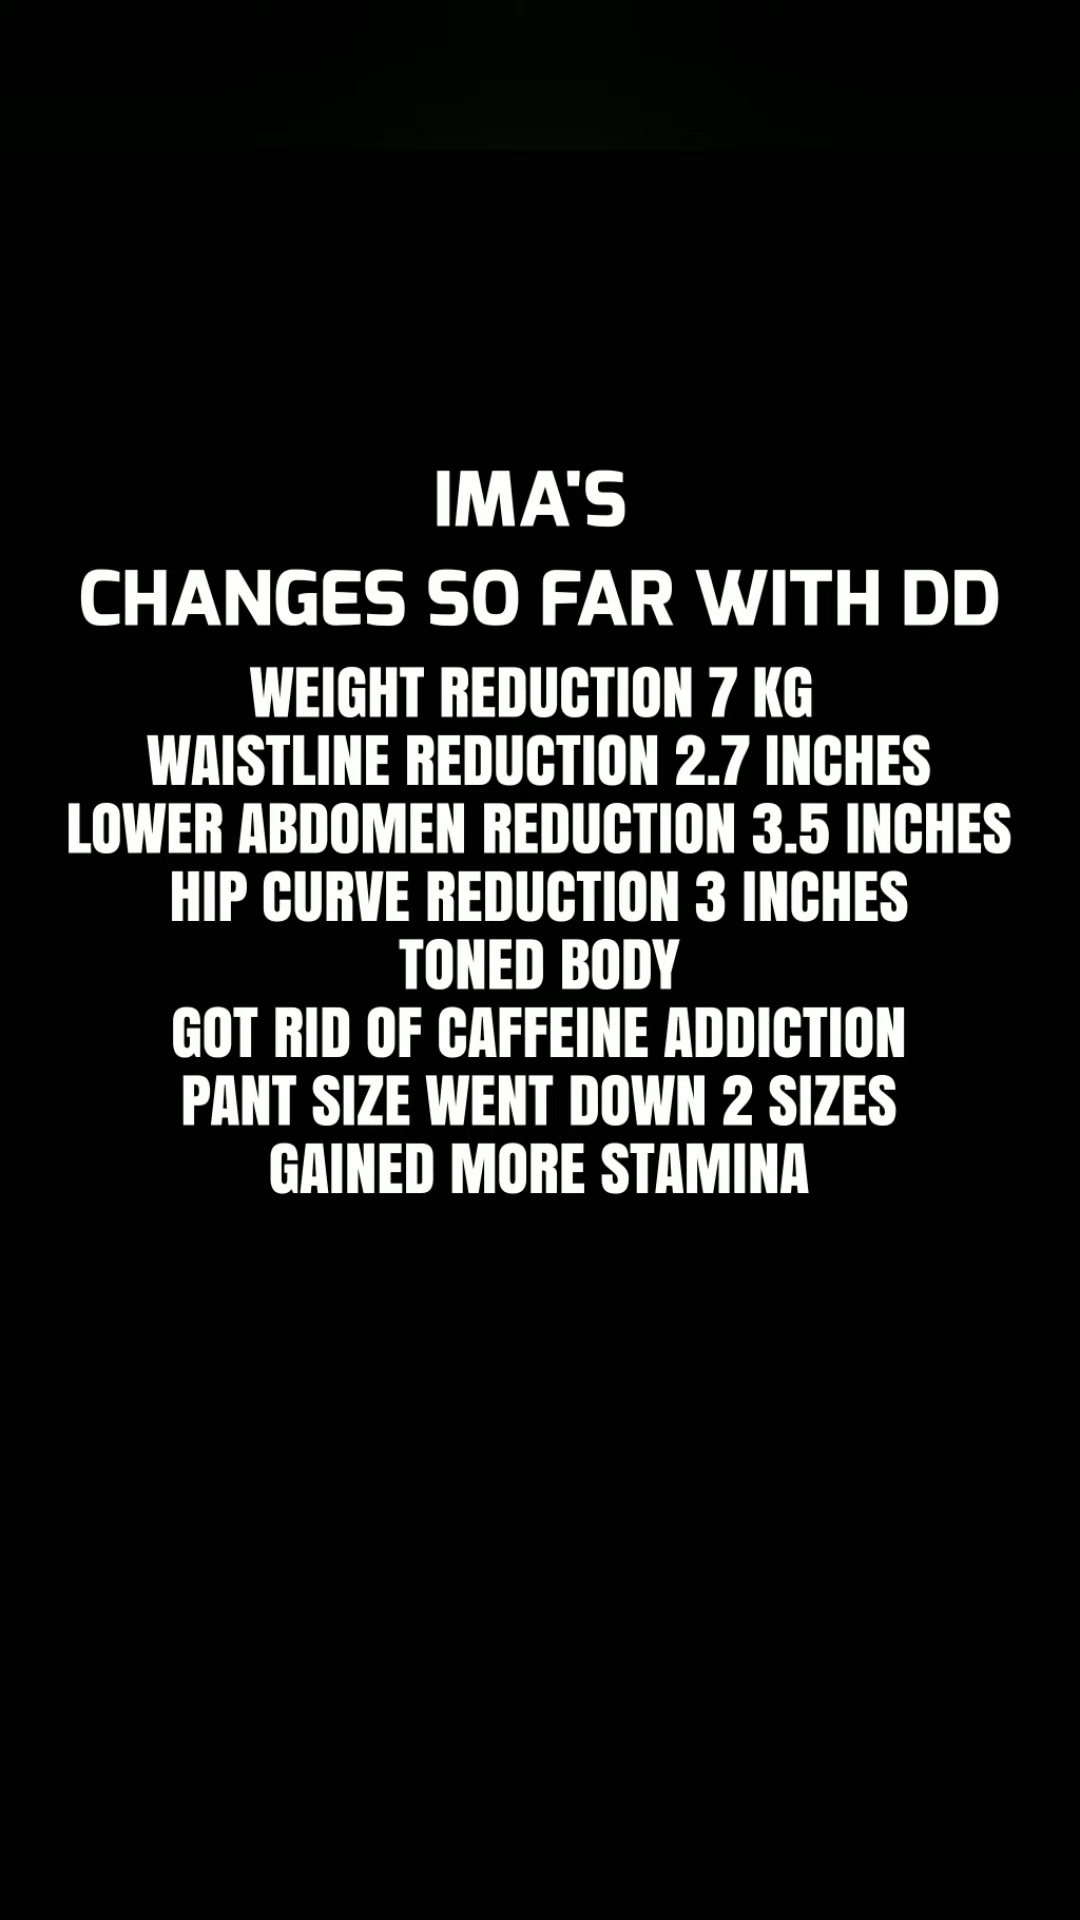 IMA'S
CHANGES SO FAR WITH DD
WEIGHT REDUCTION 7 KG
WAISTLINE REDUCTION 2.7 INCHES
LOWER ABDOMEN REDUCTION 3.5 INCHES
HIP CURVE REDUCTION 3 INCHES
TONED BODY
GOT RID OF CAFFEINE ADDICTION
PANT SIZE WENT DOWN 2 SIZES
GAINED MORE STAMINA